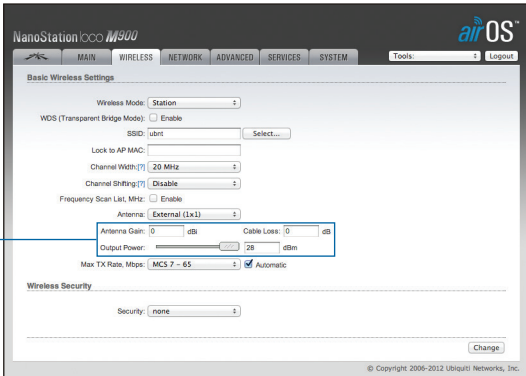 NanoStation loco M900
airOS™
MAIN WIRELESS NETWORK ADVANCED SERVICES SYSTEM Tools: Logout
Basic Wireless Settings
Wireless Mode: Station
WDS (Transparent Bridge Mode): Enable
SSID: ubnt Select...
Lock to AP MAC:
Channel Width:[?] 20 MHz
Channel Shifting:[?] Disable
Frequency Scan List, MHz: Enable
Antenna: External (1x1)
Antenna Gain: 0 dBi Cable Loss: 0 dB
Output Power: 28 dBm
Max TX Rate, Mbps: MCS 7 - 65 Automatic
Wireless Security
Security: none
Change
© Copyright 2006-2012 Ubiquiti Networks, Inc.